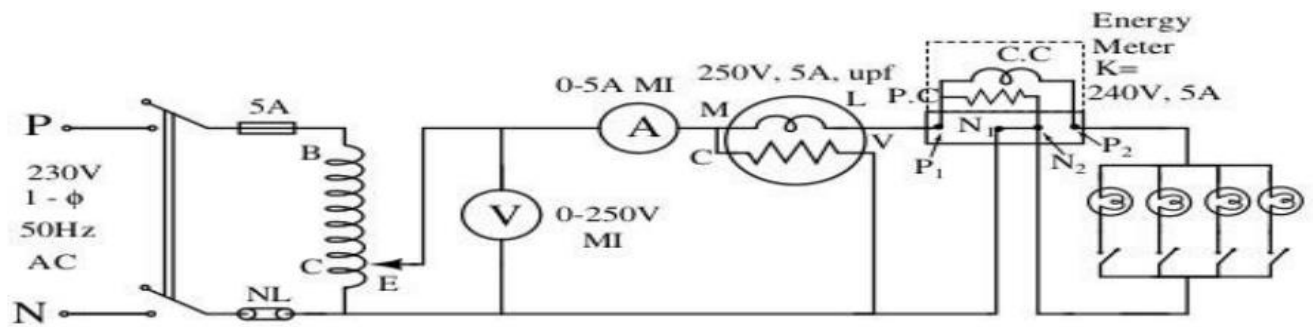 Energy
Meter
K=
240V, 5A
C.C
P.C
250V, 5A, upf
0-5A MI
5A
P
230V
1 - ϕ
50Hz
AC
N
B
C
E
NL
A
V
0-250V
MI
M
L
C
V
N₁
P₁
N₂
P₂